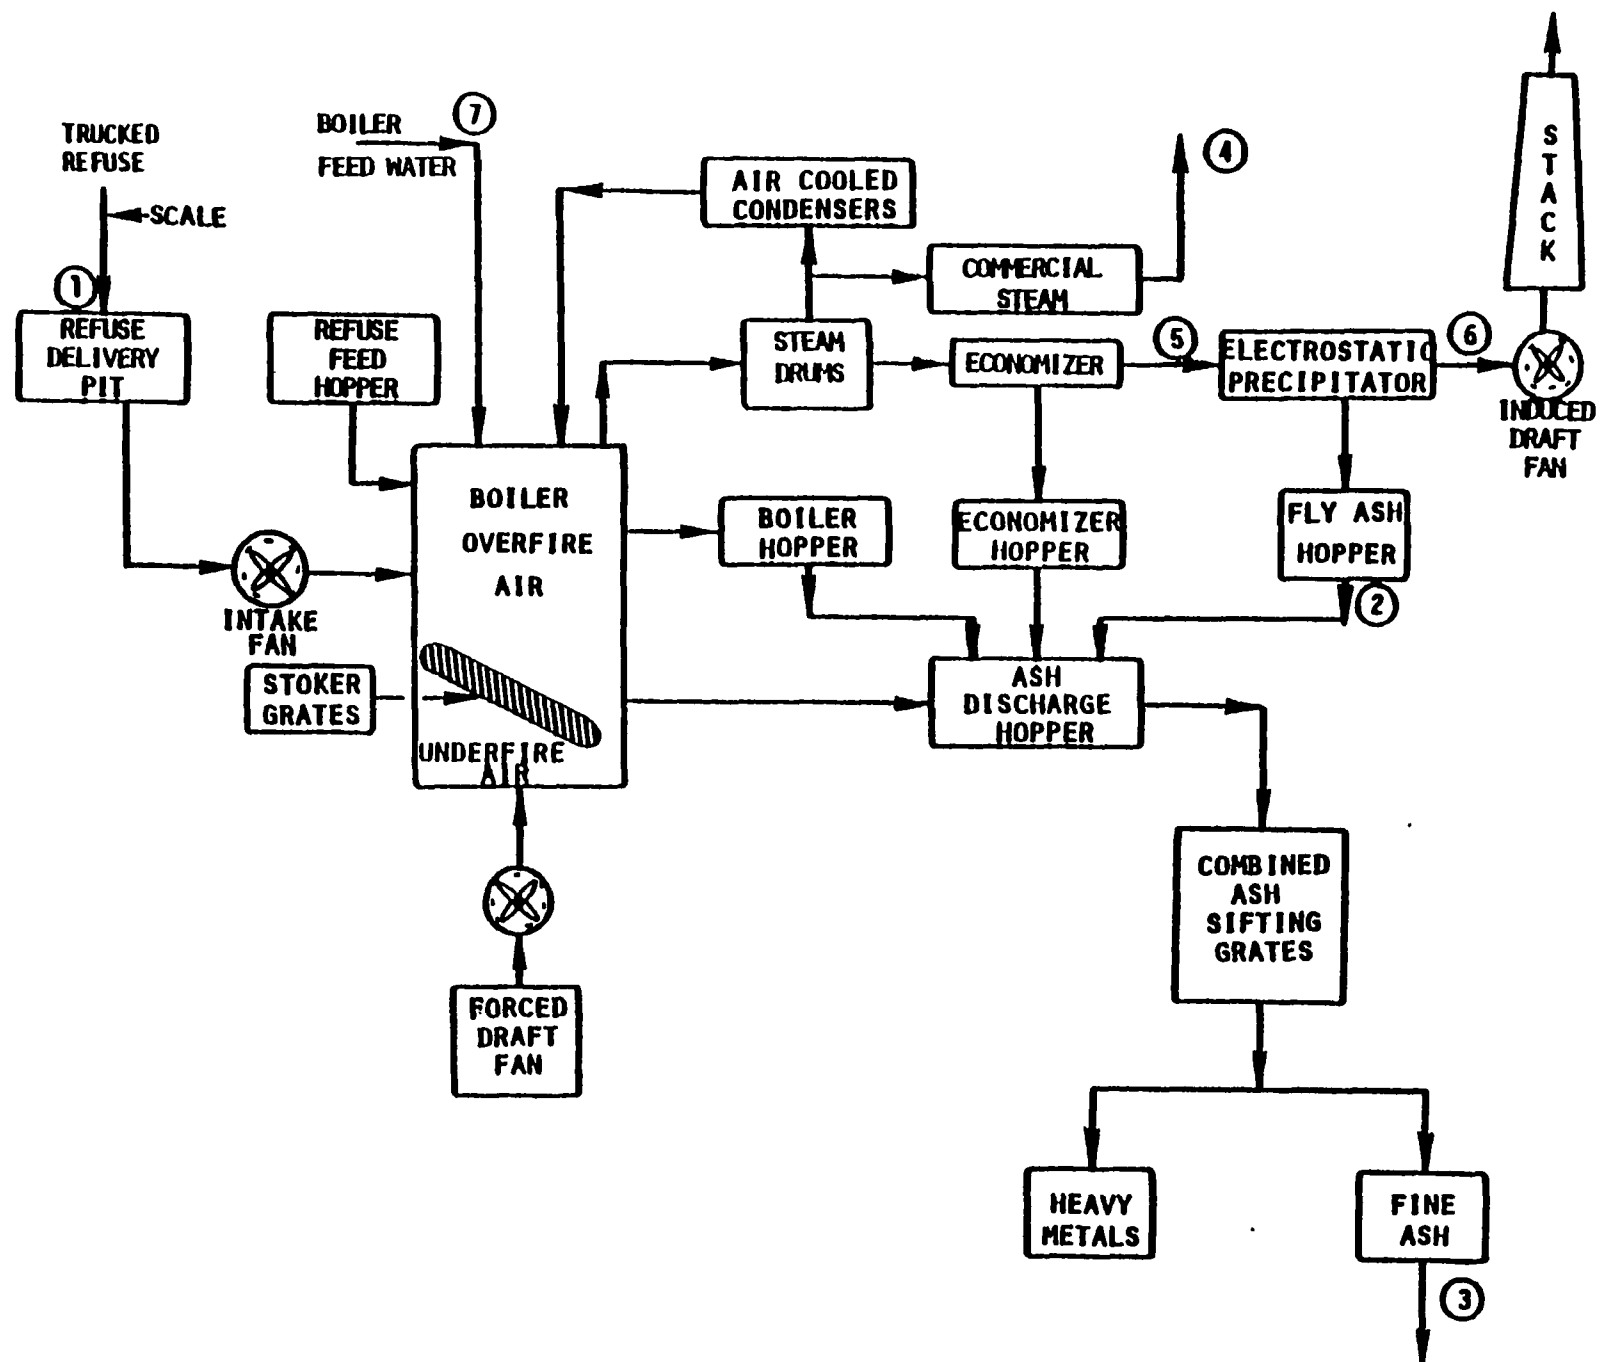 TRUCKED
REFUSE
SCALE
1
REFUSE
DELIVERY
PIT
REFUSE
FEED
HOPPER
BOILER
FEED WATER
7
AIR COOLED
CONDENSERS
COMMERCIAL
STEAM
4
STEAM
DRUMS
ECONOMIZER
5
ELECTROSTATIC
PRECIPITATOR
6
STACK
INDUCED
DRAFT
FAN
BOILER
OVERFIRE
AIR
UNDERFIRE
AIR
INTAKE
FAN
STOKER
GRATES
BOILER
HOPPER
ECONOMIZER
HOPPER
FLY ASH
HOPPER
2
ASH
DISCHARGE
HOPPER
FORCED
DRAFT
FAN
COMBINED
ASH
SIFTING
GRATES
HEAVY
METALS
FINE
ASH
3